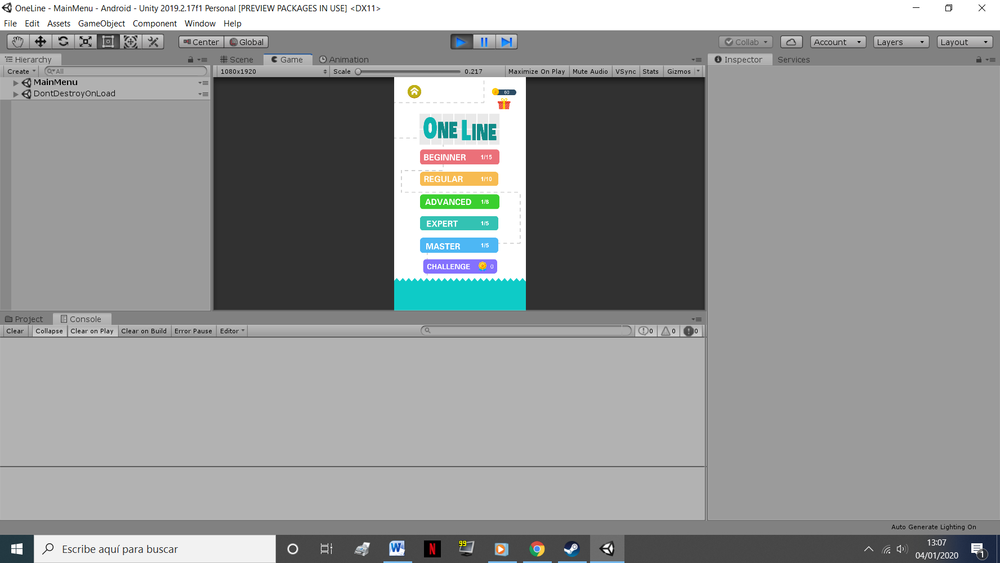 OneLine - MainMenu - Android - Unity 2019.2.17f1 Personal [PREVIEW PACKAGES IN USE] <DX11>
File Edit Assets GameObject Component Window Help
Center Global Collab Account Layers Layout
Hierarchy Scene Game Animation Inspector Services
Create All 1080x1920 Scale 0.217 Maximize On Play Mute Audio VSync Stats Gizmos
MainMenu
DontDestroyOnLoad
60
ONE LINE
BEGINNER 1/15
REGULAR 1/10
ADVANCED 1/8
EXPERT 1/5
MASTER 1/5
CHALLENGE 0
Project Console
Clear Collapse Clear on Play Clear on Build Error Pause Editor 0 0 0
Auto Generate Lighting On
Escribe aquí para buscar
W N 99
13:07
04/01/2020
1